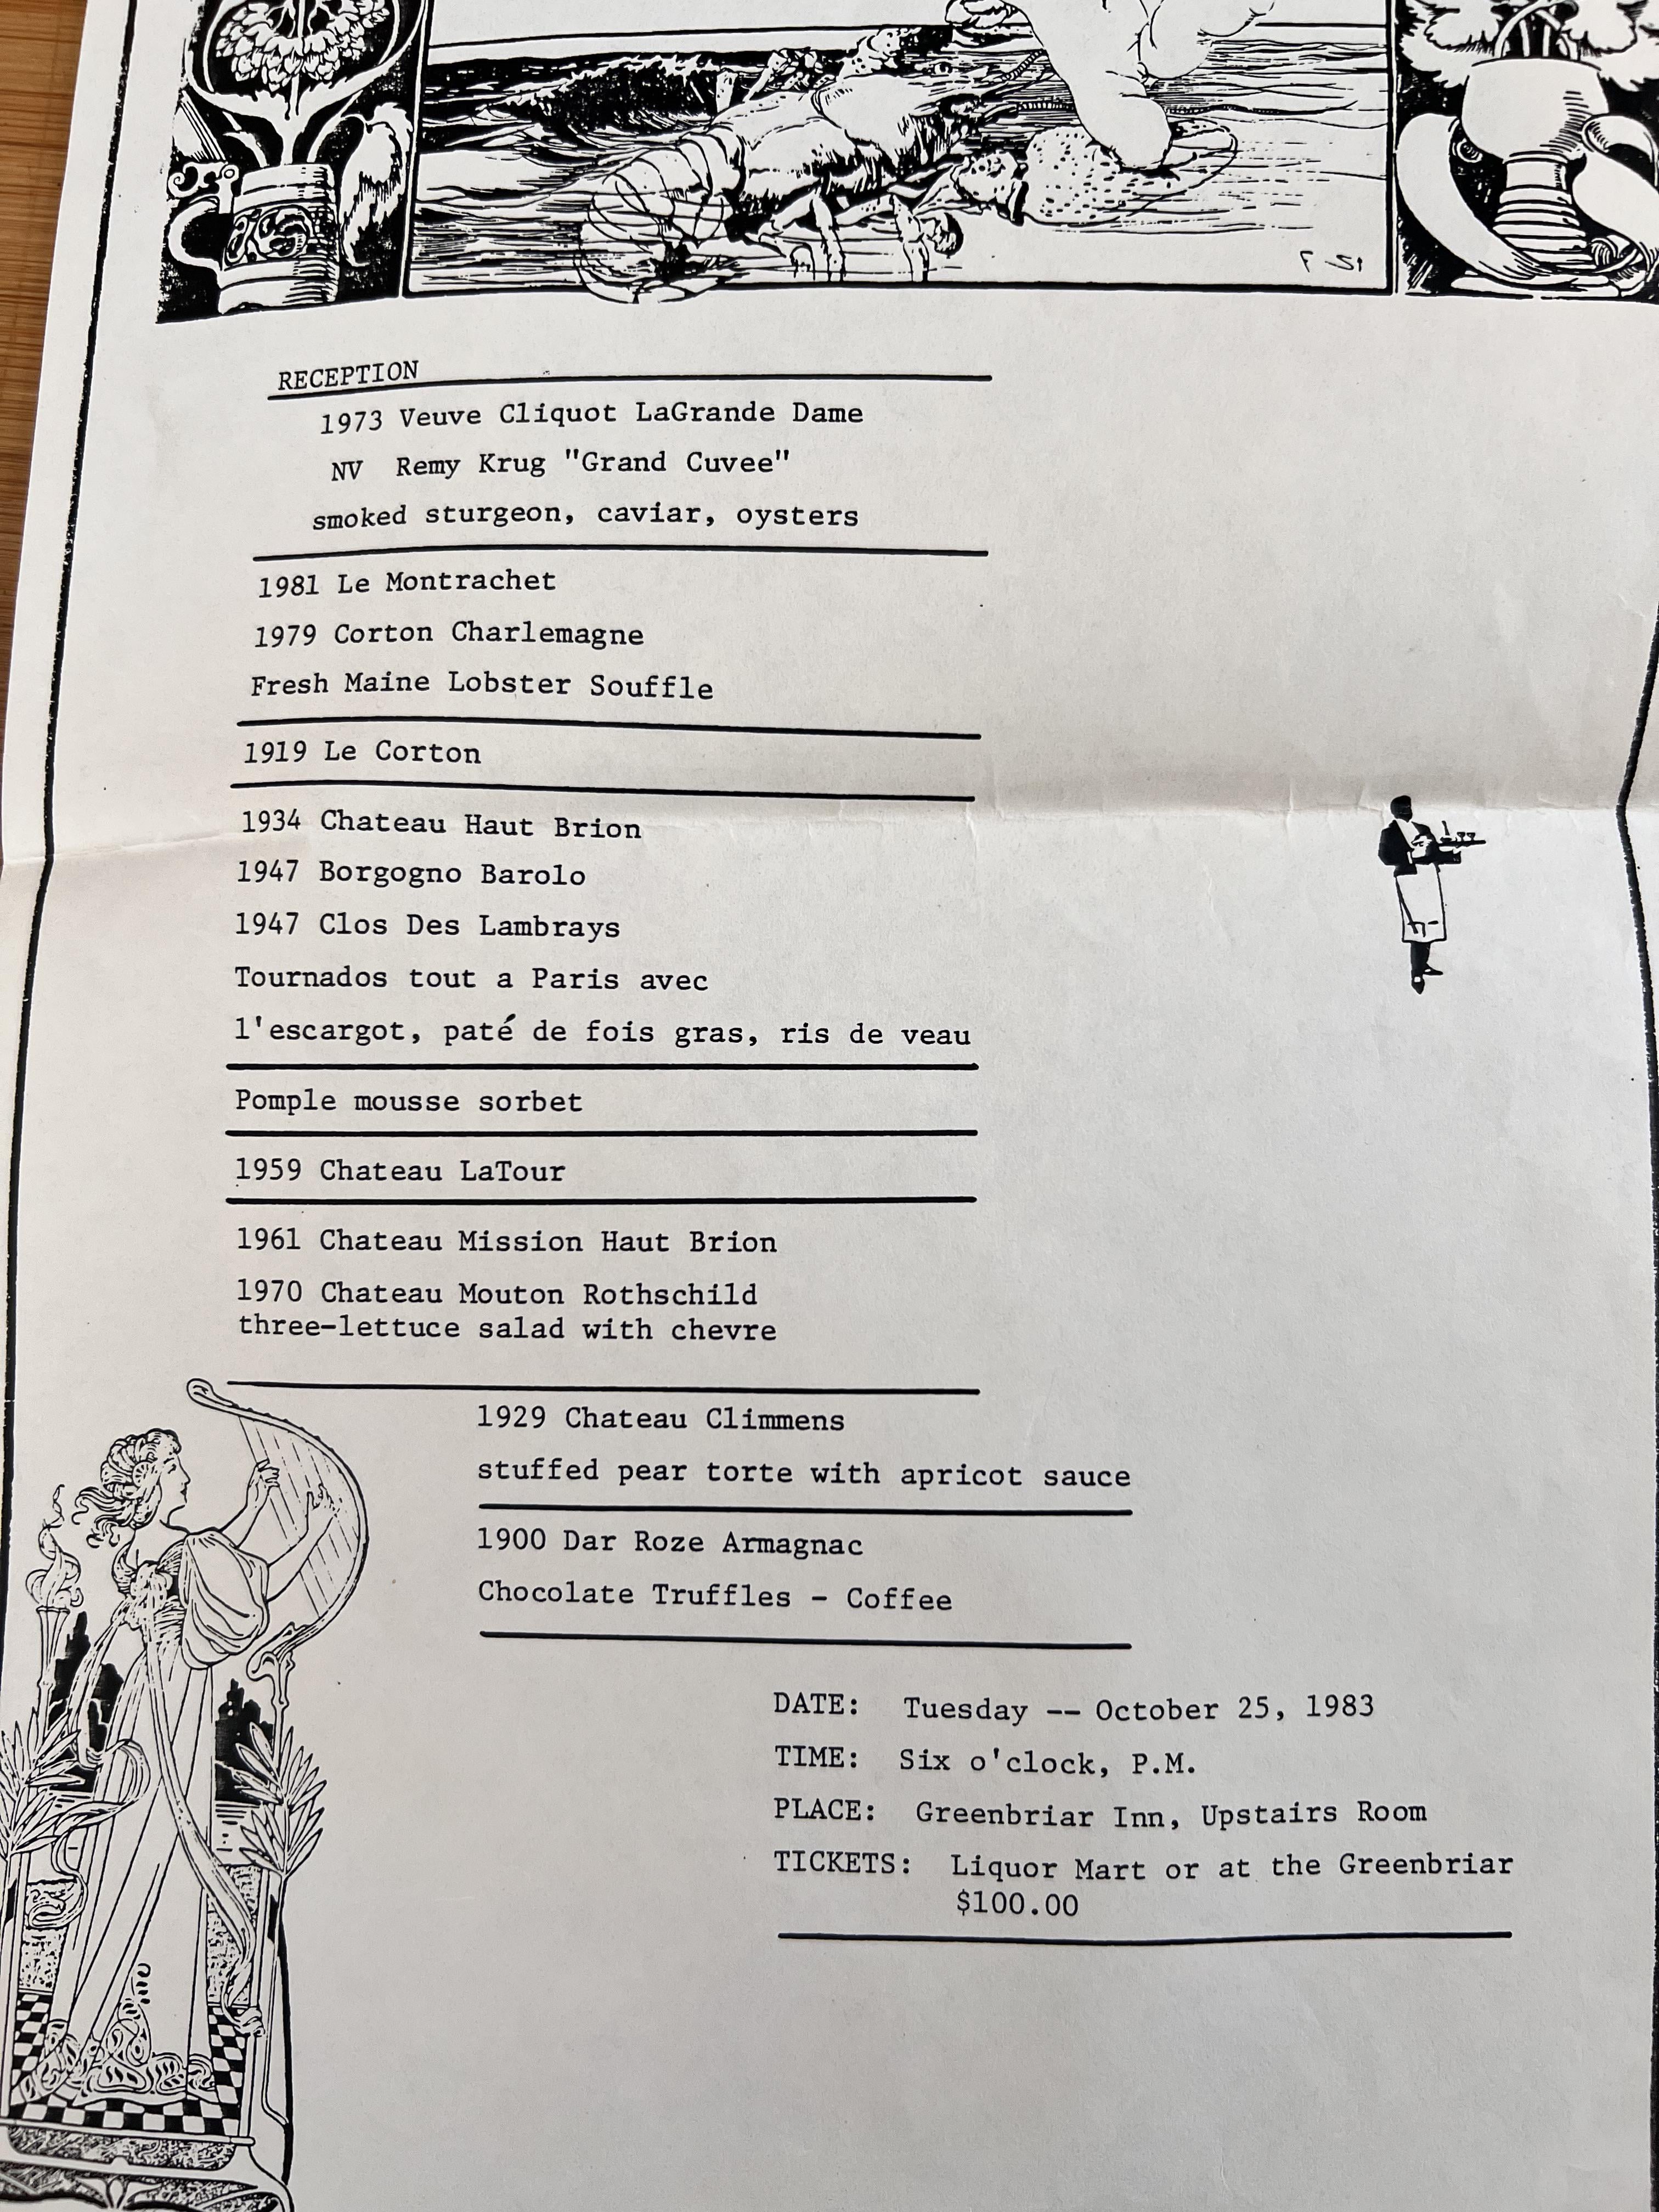 RECEPTION
1973 Veuve Cliquot LaGrande Dame
NV Remy Krug "Grand Cuvee"
smoked sturgeon, caviar, oysters
1981 Le Montrachet
1979 Corton Charlemagne
Fresh Maine Lobster Souffle
1919 Le Corton
1934 Chateau Haut Brion
1947 Borgogno Barolo
1947 Clos Des Lambrays
Tournados tout a Paris avec
l'escargot, paté de fois gras, ris de veau
Pomple mousse sorbet
1959 Chateau LaTour
1961 Chateau Mission Haut Brion
1970 Chateau Mouton Rothschild
three-lettuce salad with chevre
1929 Chateau Climmens
stuffed pear torte with apricot sauce
1900 Dar Roze Armagnac
Chocolate Truffles - Coffee
DATE: Tuesday -- October 25, 1983
TIME: Six o'clock, P.M.
PLACE: Greenbriar Inn, Upstairs Room
TICKETS: Liquor Mart or at the Greenbriar
$100.00